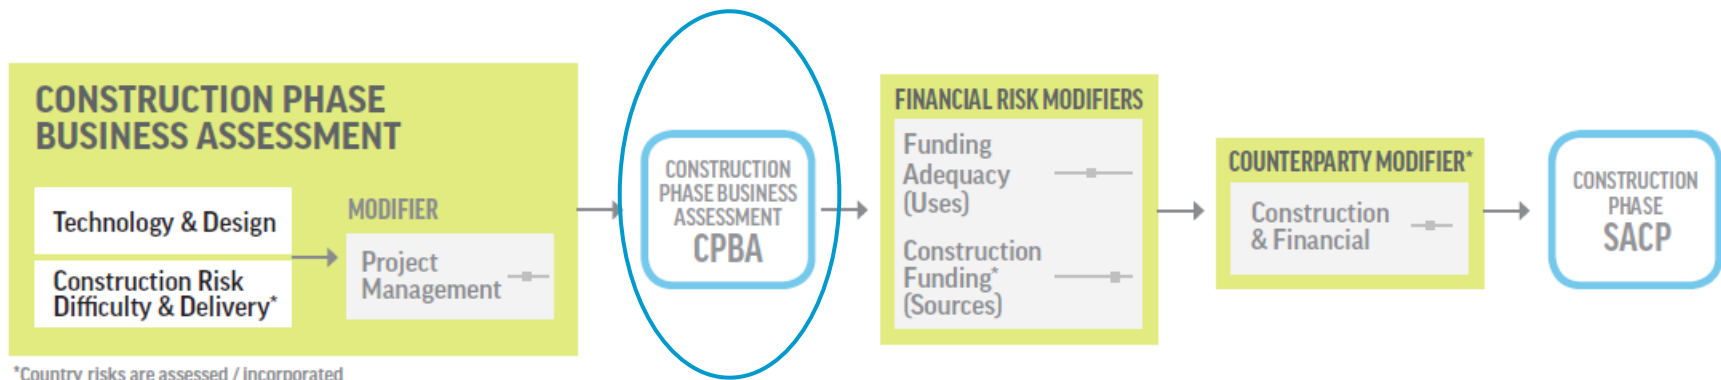 CONSTRUCTION PHASE
BUSINESS ASSESSMENT
Technology & Design
Construction Risk
Difficulty & Delivery*
MODIFIER
Project
Management
CONSTRUCTION
PHASE BUSINESS
ASSESSMENT
CPBA
FINANCIAL RISK MODIFIERS
Funding
Adequacy
(Uses)
Construction
Funding*
(Sources)
COUNTERPARTY MODIFIER*
Construction
& Financial
CONSTRUCTION
PHASE
SACP
*Country risks are assessed / incorporated